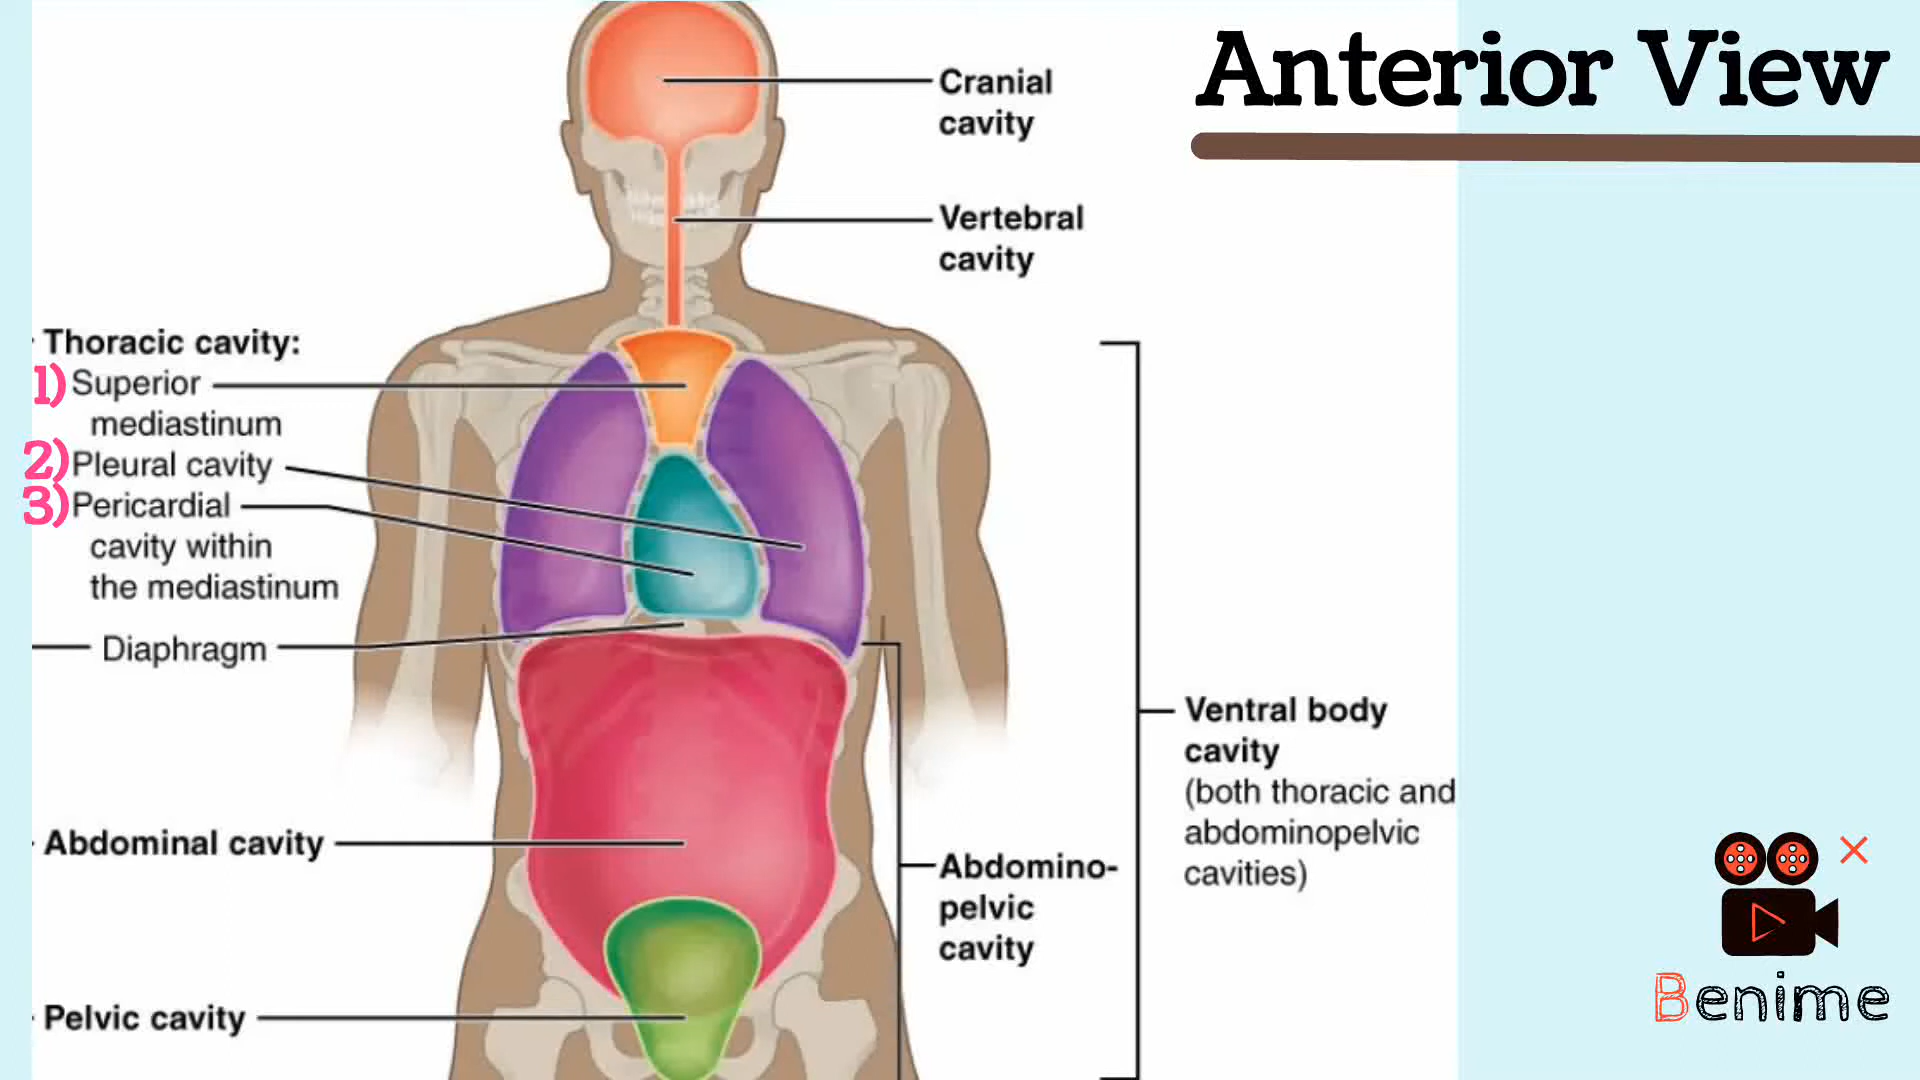 Anterior View
Cranial
cavity
Vertebral
cavity
Thoracic cavity:
1) Superior
mediastinum
2) Pleural cavity
3) Pericardial
cavity within
the mediastinum
Diaphragm
Abdominal cavity
Pelvic cavity
Abdomino-
pelvic
cavity
Ventral body
cavity
(both thoracic and
abdominopelvic
cavities)
Benime